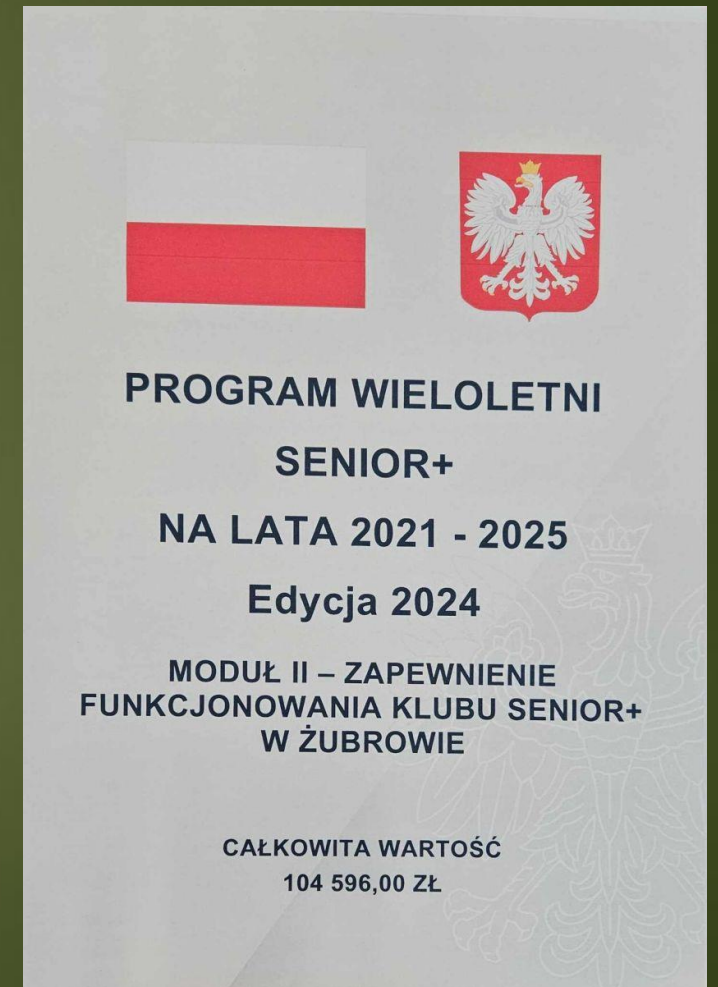 PROGRAM WIELOLETNI
SENIOR+
NA LATA 2021 - 2025
Edycja 2024
MODUŁ II – ZAPEWNIENIE
FUNKCJONOWANIA KLUBU SENIOR+
W ŻUBROWIE
CAŁKOWITA WARTOŚĆ
104 596,00 ZŁ